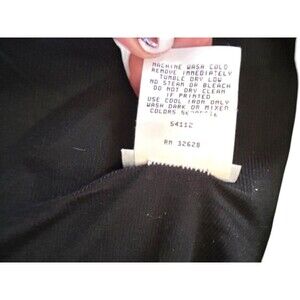 MACHINE WASH COLD
REMOVE IMMEDIATELY
TUMBLE DRY LOW
NO STEAM OR BLEACH
DO NOT DRY CLEAN
IF PRINTED
USE COOL IRON ONLY
WASH DARK OR MIXED
COLORS
54112
RN 32628